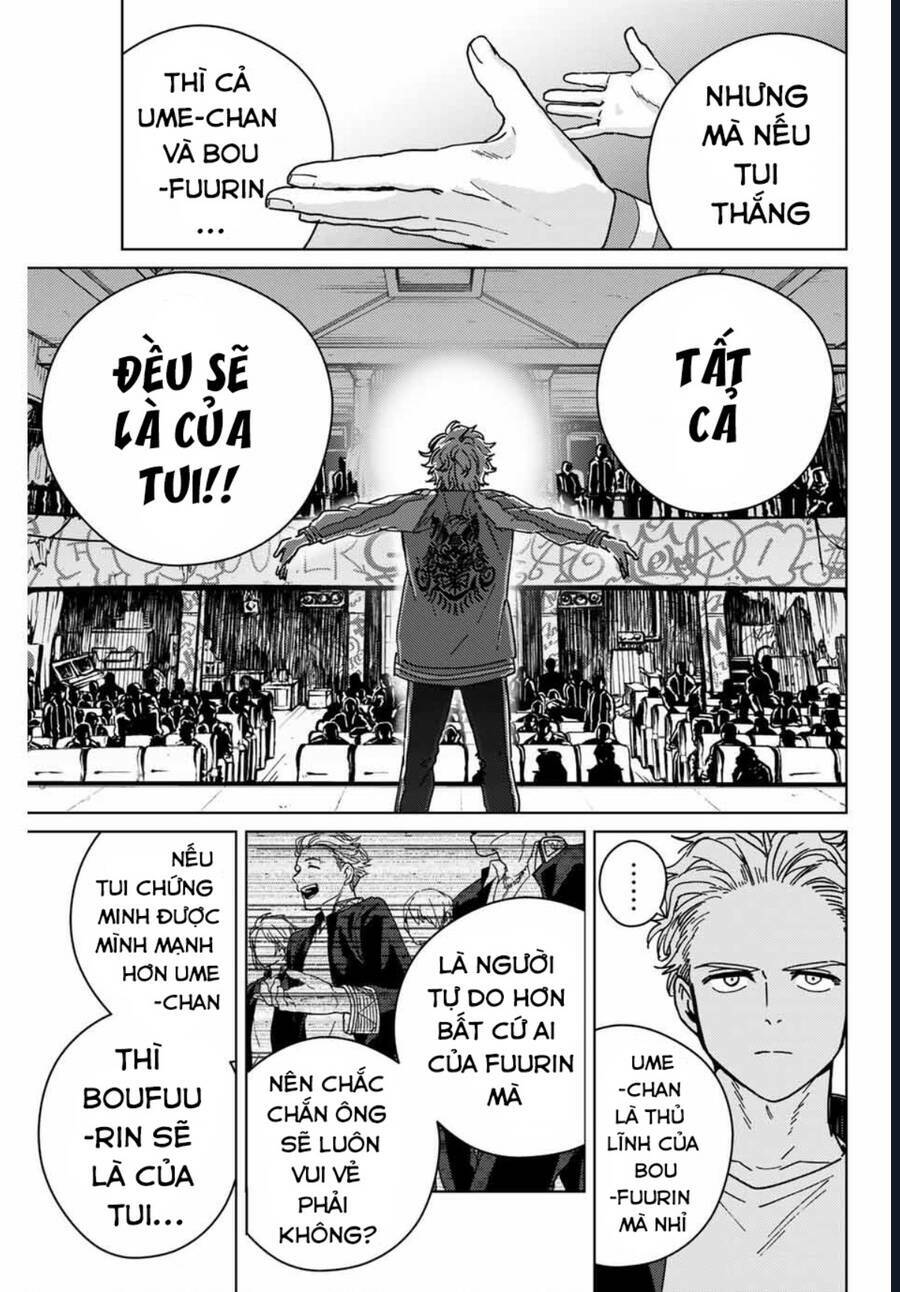 NHƯNG
MÀ NẾU
TUI
THẮNG
THÌ CẢ
UME-CHAN
VÀ BOU
-FUURIN
...
TẤT
CẢ
ĐỀU SẼ
LÀ CỦA
TUI!!
......
UME
-CHAN
LÀ THỦ
LĨNH CỦA
BOU
-FUURIN
MÀ NHỈ
LÀ NGƯỜI
TỰ DO HƠN
BẤT CỨ AI
CỦA FUURIN
MÀ
NÊN CHẮC
CHẮN ÔNG
SẼ LUÔN
VUI VẺ
PHẢI
KHÔNG?
NẾU
TUI CHỨNG
MINH ĐƯỢC
MÌNH MẠNH
HƠN UME
-CHAN
THÌ
BOUFUU
-RIN SẼ
LÀ CỦA
TUI...